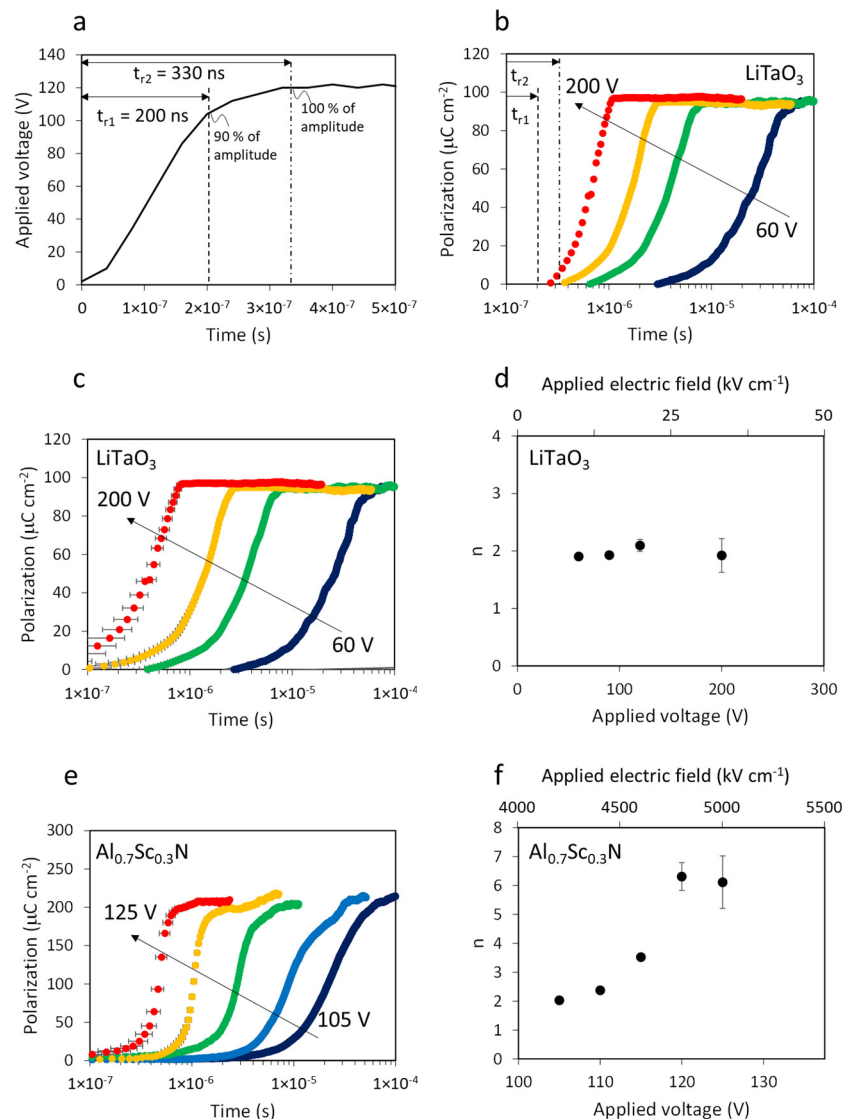 a
140
120
100
80
60
40
20
0
Applied voltage (V)
t_r2 = 330 ns
t_r1 = 200 ns
100 % of
amplitude
90 % of
amplitude
0
1×10⁻⁷
2×10⁻⁷
3×10⁻⁷
4×10⁻⁷
5×10⁻⁷
Time (s)
b
120
100
80
60
40
20
0
Polarization (μC cm⁻²)
t_r2
t_r1
200 V
LiTaO₃
60 V
1×10⁻⁷
1×10⁻⁶
1×10⁻⁵
1×10⁻⁴
Time (s)
c
120
100
80
60
40
20
0
Polarization (μC cm⁻²)
LiTaO₃
200 V
60 V
1×10⁻⁷
1×10⁻⁶
1×10⁻⁵
1×10⁻⁴
Time (s)
d
Applied electric field (kV cm⁻¹)
0
25
50
4
3
2
1
0
n
LiTaO₃
0
100
200
300
Applied voltage (V)
e
300
250
200
150
100
50
0
Polarization (μC cm⁻²)
Al₀.₇Sc₀.₃N
125 V
105 V
1×10⁻⁷
1×10⁻⁶
1×10⁻⁵
1×10⁻⁴
Time (s)
f
Applied electric field (kV cm⁻¹)
4000
4500
5000
5500
8
7
6
5
4
3
2
1
0
n
Al₀.₇Sc₀.₃N
100
110
120
130
Applied voltage (V)